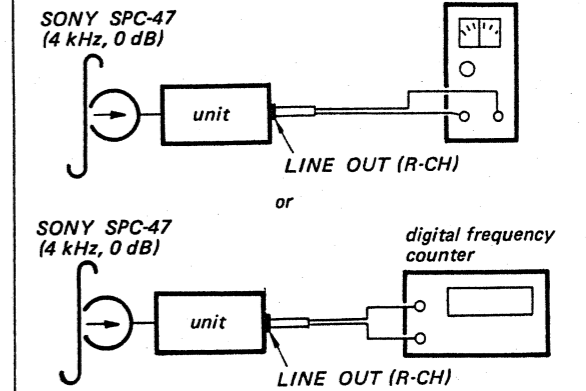 SONY SPC-47
(4 kHz, 0 dB)
unit
LINE OUT (R-CH)
or
SONY SPC-47
(4 kHz, 0 dB)
digital frequency
counter
unit
LINE OUT (R-CH)